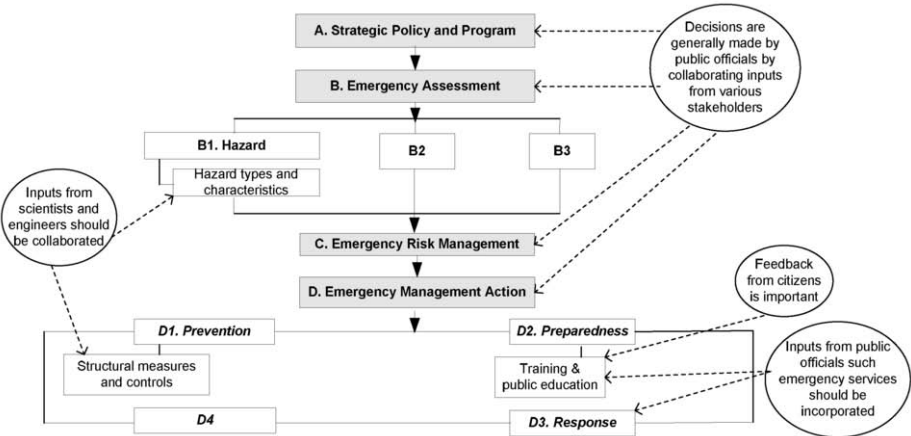 A. Strategic Policy and Program
Decisions are
generally made by
public officials by
collaborating inputs
from various
stakeholders
B. Emergency Assessment
B1. Hazard
B2
B3
Hazard types and
characteristics
Inputs from
scientists and
engineers should
be collaborated
C. Emergency Risk Management
D. Emergency Management Action
Feedback
from citizens
is important
D1. Prevention
D2. Preparedness
Structural measures
and controls
Training &
public education
Inputs from public
officials such
emergency services
should be
incorporated
D4
D3. Response